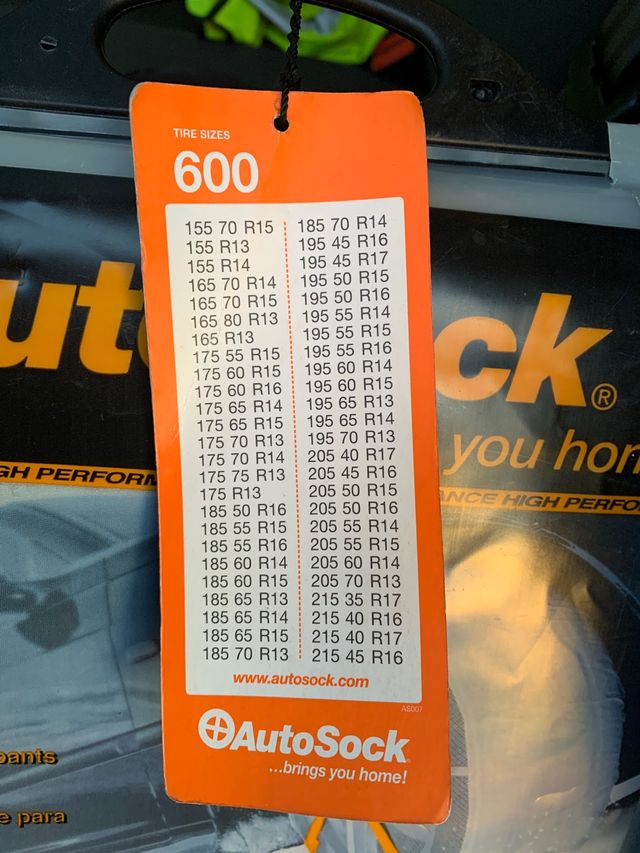 TIRE SIZES
600
155 70 R15
155 R13
155 R14
165 70 R14
165 70 R15
165 80 R13
165 R13
175 55 R15
175 60 R15
175 60 R16
175 65 R14
175 65 R15
175 70 R13
175 70 R14
175 75 R13
175 R13
185 50 R16
185 55 R15
185 55 R16
185 60 R14
185 60 R15
185 65 R13
185 65 R14
185 65 R15
185 70 R13
185 70 R14
195 45 R16
195 45 R17
195 50 R15
195 50 R16
195 55 R14
195 55 R15
195 55 R16
195 60 R14
195 60 R15
195 65 R13
195 65 R14
195 70 R13
205 40 R17
205 45 R16
205 50 R15
205 50 R16
205 55 R14
205 55 R15
205 60 R14
205 70 R13
215 35 R17
215 40 R16
215 40 R17
215 45 R16
www.autosock.com
AS007
AutoSock
...brings you home!
ut ck®
you hom
GH PERFORM ANCE HIGH PERFO
pants
e para